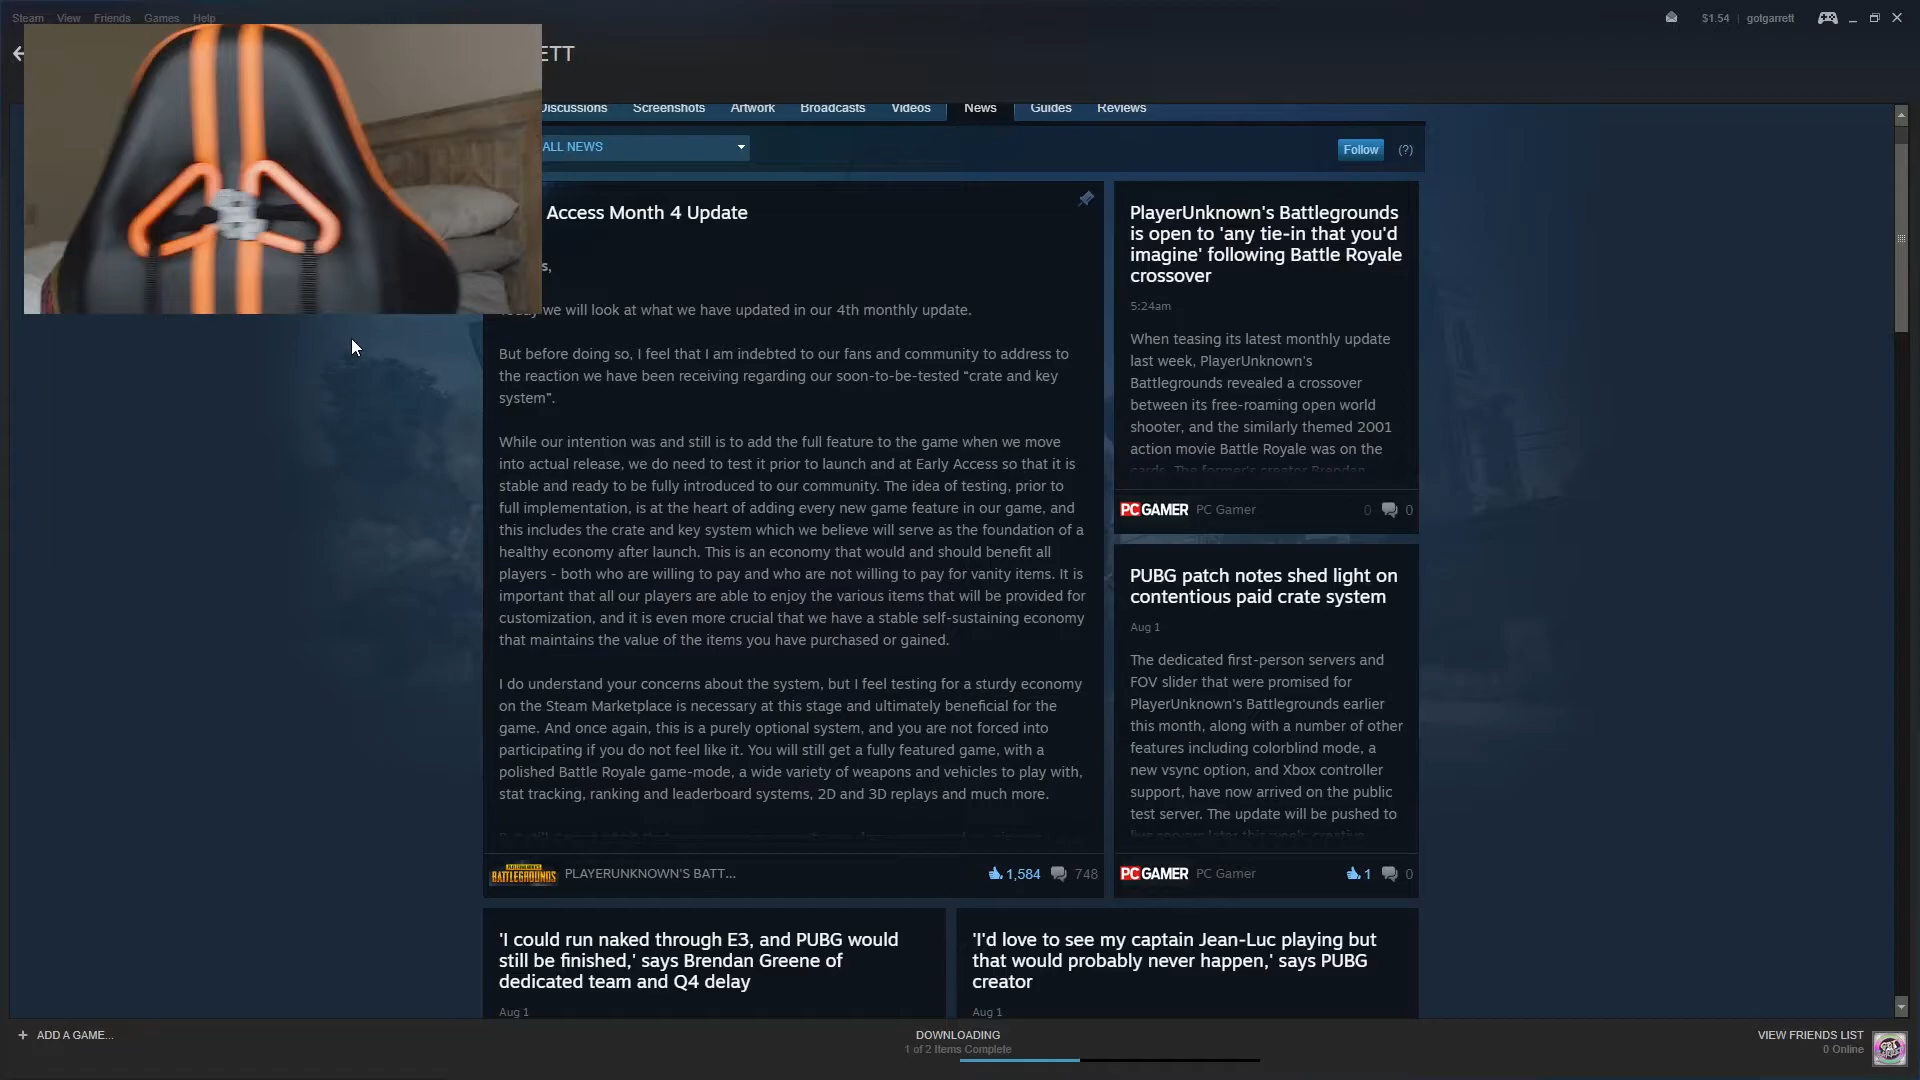 Steam View Friends Games Help
$1.54 | gotgarrett
ETT
Discussions Screenshots Artwork Broadcasts Videos News Guides Reviews
ALL NEWS
Follow (?)
Access Month 4 Update
s,
we will look at what we have updated in our 4th monthly update.
But before doing so, I feel that I am indebted to our fans and community to address to
the reaction we have been receiving regarding our soon-to-be-tested “crate and key
system”.
While our intention was and still is to add the full feature to the game when we move
into actual release, we do need to test it prior to launch and at Early Access so that it is
stable and ready to be fully introduced to our community. The idea of testing, prior to
full implementation, is at the heart of adding every new game feature in our game, and
this includes the crate and key system which we believe will serve as the foundation of a
healthy economy after launch. This is an economy that would and should benefit all
players - both who are willing to pay and who are not willing to pay for vanity items. It is
important that all our players are able to enjoy the various items that will be provided for
customization, and it is even more crucial that we have a stable self-sustaining economy
that maintains the value of the items you have purchased or gained.
I do understand your concerns about the system, but I feel testing for a sturdy economy
on the Steam Marketplace is necessary at this stage and ultimately beneficial for the
game. And once again, this is a purely optional system, and you are not forced into
participating if you do not feel like it. You will still get a fully featured game, with a
polished Battle Royale game-mode, a wide variety of weapons and vehicles to play with,
stat tracking, ranking and leaderboard systems, 2D and 3D replays and much more.
BATTLEGROUNDS PLAYERUNKNOWN'S BATT... 1,584 748
PlayerUnknown's Battlegrounds
is open to 'any tie-in that you'd
imagine' following Battle Royale
crossover
5:24am
When teasing its latest monthly update
last week, PlayerUnknown's
Battlegrounds revealed a crossover
between its free-roaming open world
shooter, and the similarly themed 2001
action movie Battle Royale was on the
cards. The former's creator Brendan
PC GAMER PC Gamer 0 0
PUBG patch notes shed light on
contentious paid crate system
Aug 1
The dedicated first-person servers and
FOV slider that were promised for
PlayerUnknown's Battlegrounds earlier
this month, along with a number of other
features including colorblind mode, a
new vsync option, and Xbox controller
support, have now arrived on the public
test server. The update will be pushed to
live servers later this week, creative
PC GAMER PC Gamer 1 0
'I could run naked through E3, and PUBG would
still be finished,' says Brendan Greene of
dedicated team and Q4 delay
Aug 1
'I'd love to see my captain Jean-Luc playing but
that would probably never happen,' says PUBG
creator
Aug 1
+ ADD A GAME...
DOWNLOADING
1 of 2 Items Complete
VIEW FRIENDS LIST
0 Online